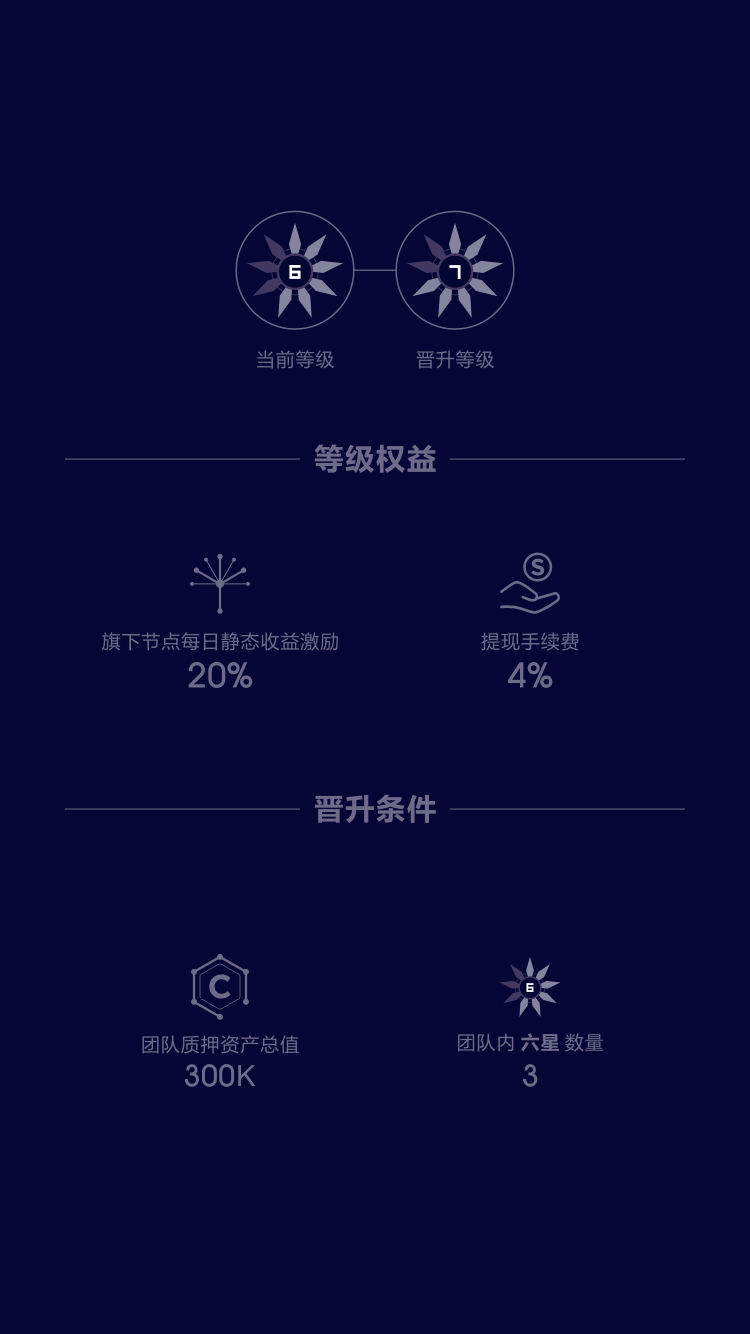 6 7
当前等级 晋升等级
等级权益
S
旗下节点每日静态收益激励 提现手续费
20% 4%
晋升条件
C 6
团队质押资产总值 团队内 六星 数量
300K 3